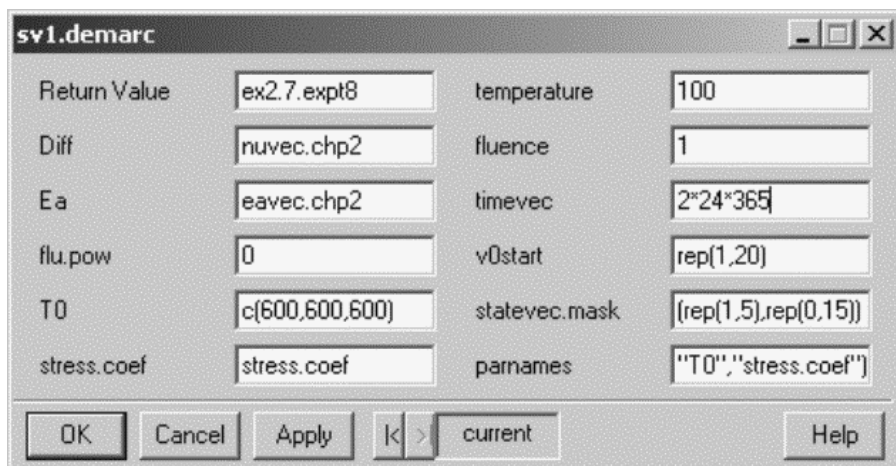 sv1.demarc
Return Value ex2.7.expt8 temperature 100
Diff nuvec.chp2 fluence 1
Ea eavec.chp2 timevec 2*24*365
flu.pow 0 v0start rep(1,20)
T0 c(600,600,600) statevec.mask (rep(1,5),rep(0,15))
stress.coef stress.coef parnames "T0","stress.coef")
OK Cancel Apply current Help